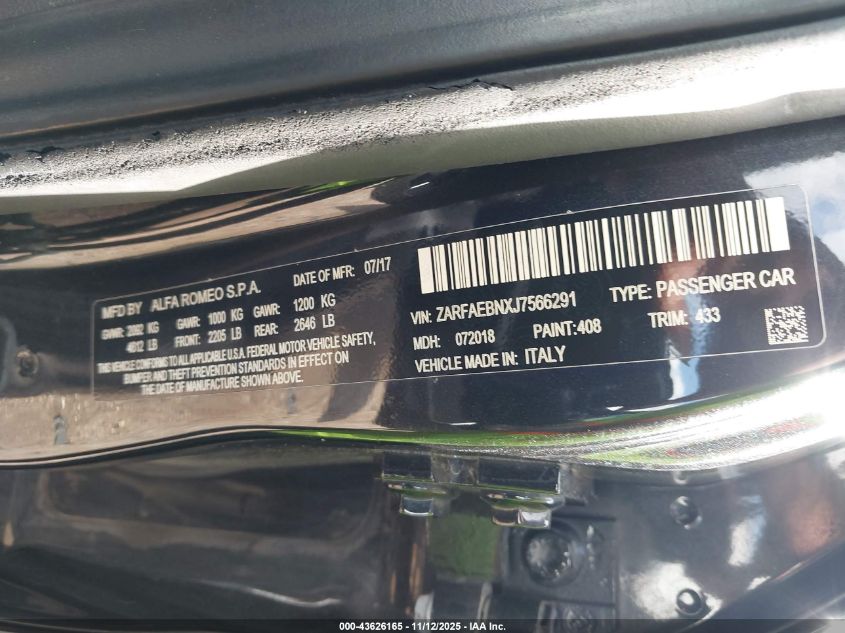 MFD BY ALFA ROMEO S.P.A. DATE OF MFR: 07/17
GVWR: 2092 KG GAWR: 1000 KG GAWR: 1200 KG
4612 LB FRONT: 2205 LB REAR: 2646 LB
THIS VEHICLE CONFORMS TO ALL APPLICABLE U.S.A. FEDERAL MOTOR VEHICLE SAFETY,
BUMPER AND THEFT PREVENTION STANDARDS IN EFFECT ON
THE DATE OF MANUFACTURE SHOWN ABOVE.
VIN: ZARFAEBNXJ7566291 TYPE: PASSENGER CAR
MDH: 072018 PAINT:408 TRIM: 433
VEHICLE MADE IN: ITALY
000-43626165 - 11/12/2025 - IAA Inc.